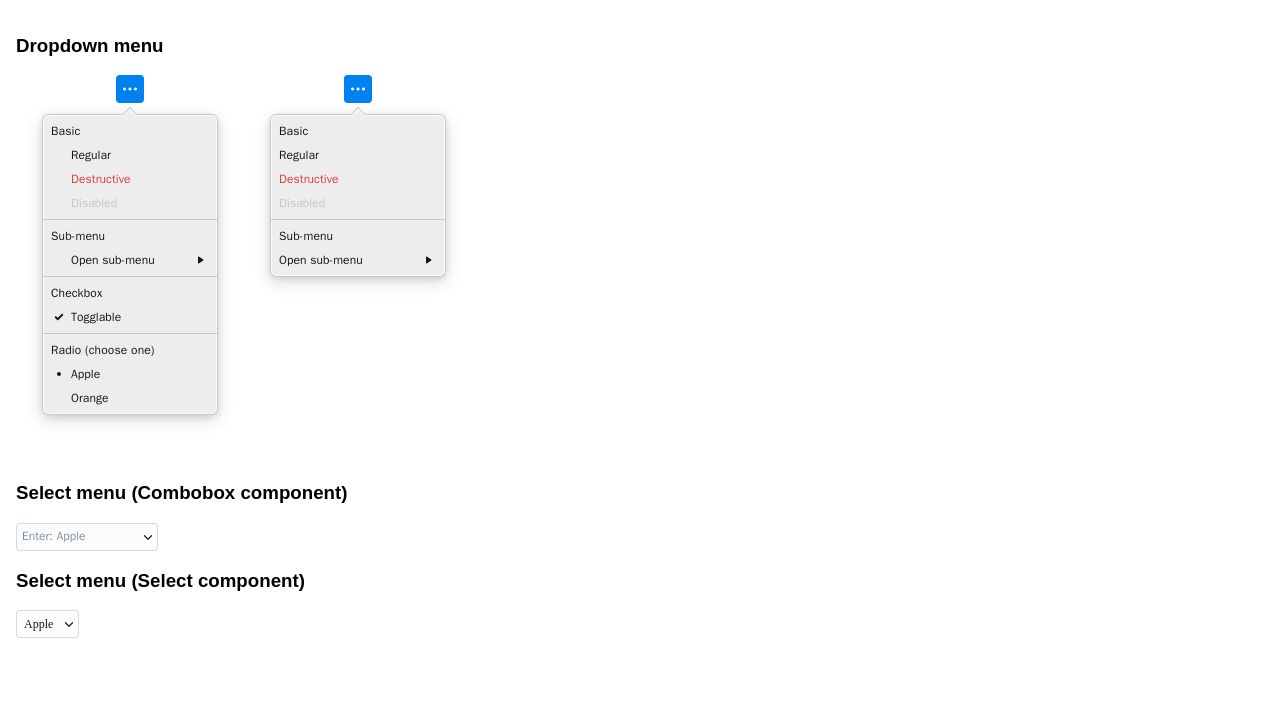 Dropdown menu
Basic
Regular
Destructive
Disabled
Sub-menu
Open sub-menu
Checkbox
Togglable
Radio (choose one)
Apple
Orange
Basic
Regular
Destructive
Disabled
Sub-menu
Open sub-menu
Select menu (Combobox component)
Enter: Apple
Select menu (Select component)
Apple